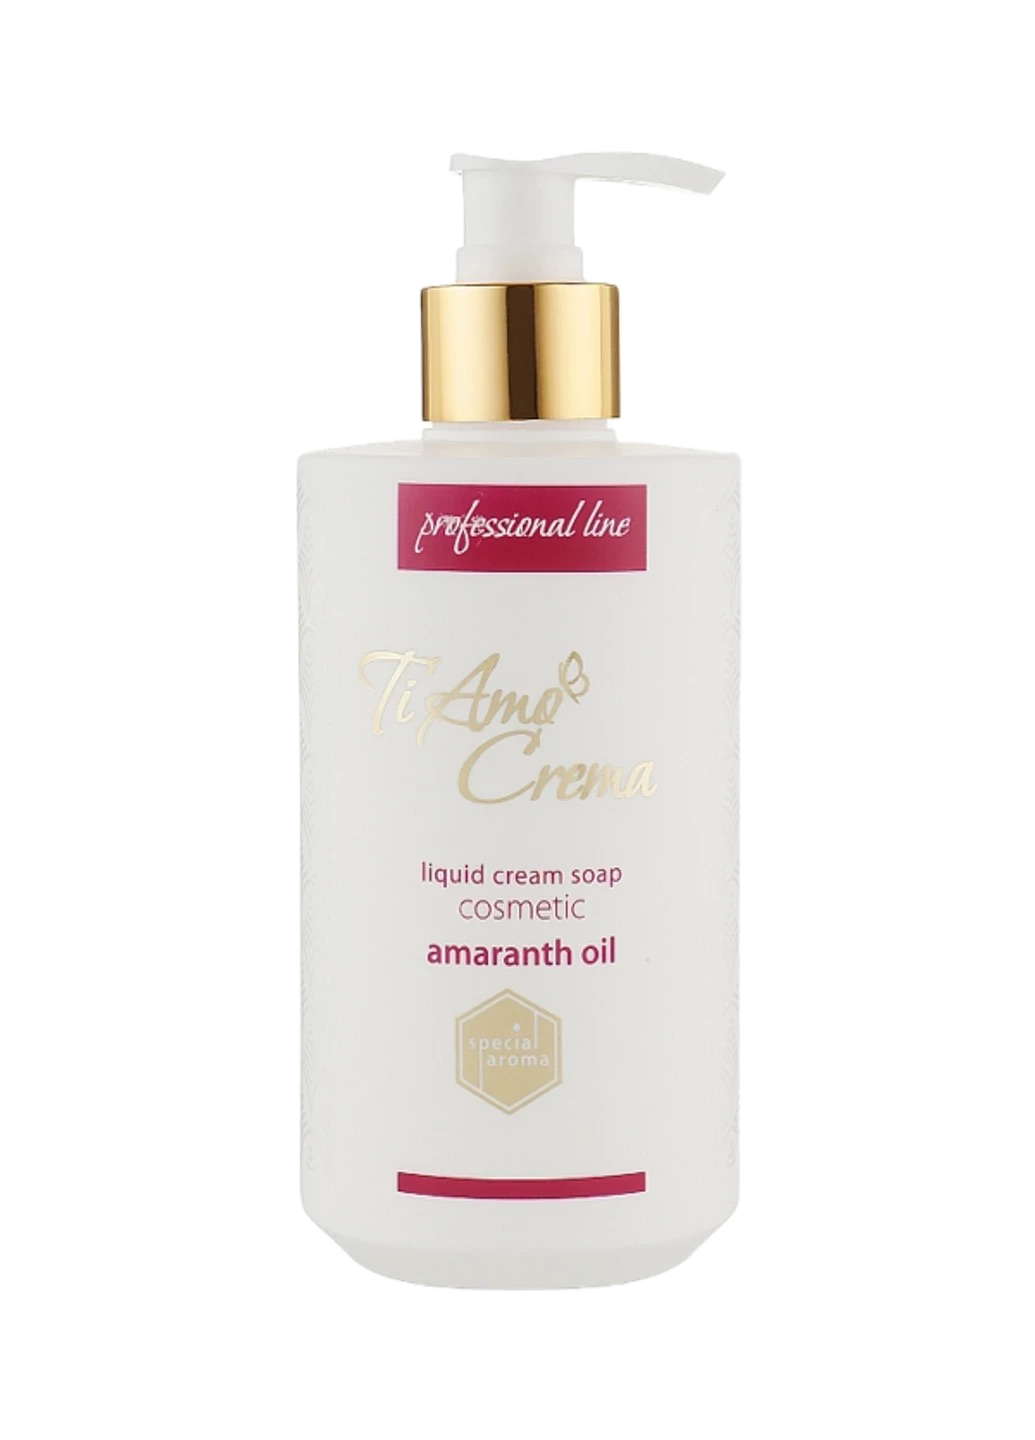 professional line
Ti Amo
Crema
liquid cream soap
cosmetic
amaranth oil
special
aroma